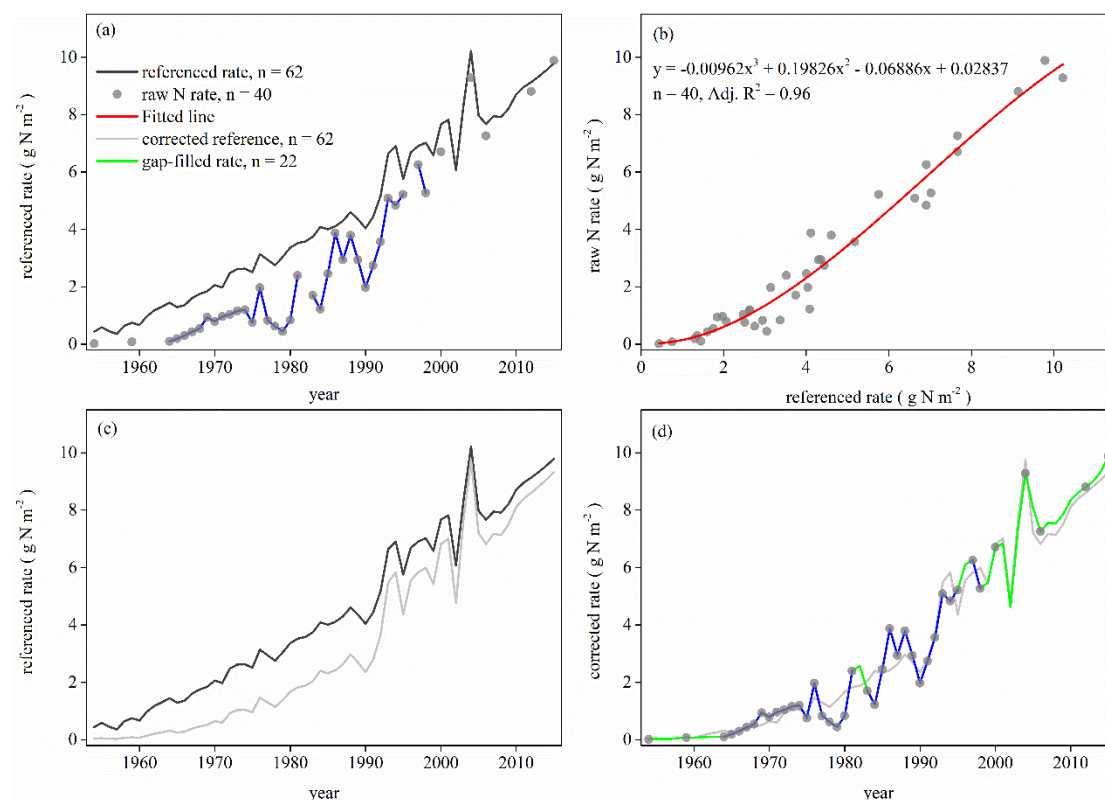 (a)
referenced rate, n = 62
raw N rate, n = 40
Fitted line
corrected reference, n = 62
gap-filled rate, n = 22
referenced rate ( g N m⁻² )
10
8
6
4
2
0
1960 1970 1980 1990 2000 2010
year
(b)
y = -0.00962x³ + 0.19826x² - 0.06886x + 0.02837
n = 40, Adj. R² = 0.96
raw N rate ( g N m⁻² )
10
8
6
4
2
0
0 2 4 6 8 10
referenced rate ( g N m⁻² )
(c)
referenced rate ( g N m⁻² )
10
8
6
4
2
0
1960 1970 1980 1990 2000 2010
year
(d)
corrected rate ( g N m⁻² )
10
8
6
4
2
0
1960 1970 1980 1990 2000 2010
year